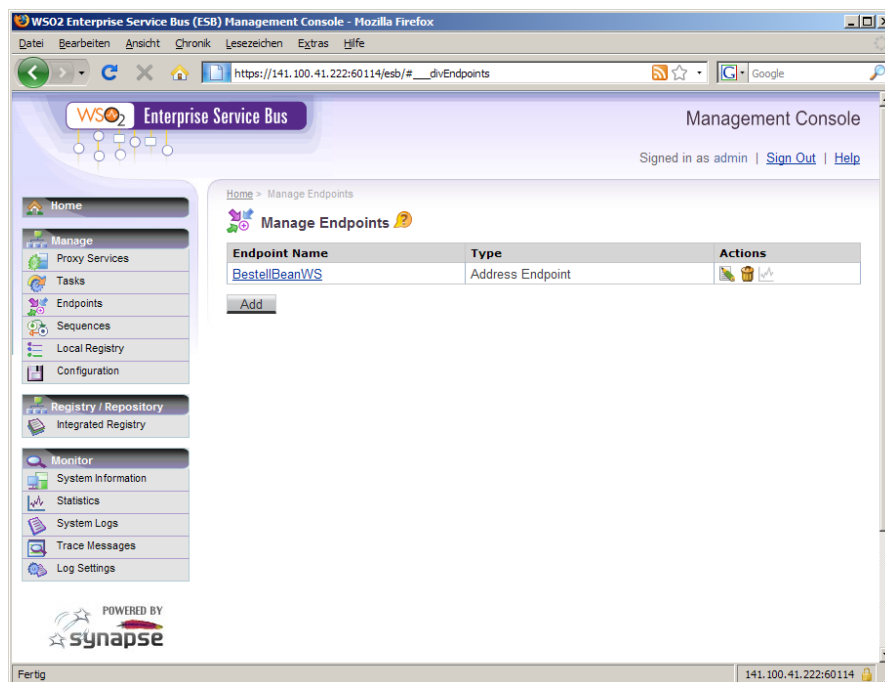 WSO2 Enterprise Service Bus (ESB) Management Console - Mozilla Firefox
Datei Bearbeiten Ansicht Chronik Lesezeichen Extras Hilfe
https://141.100.41.222:60114/esb/#___divEndpoints
G Google
WSO2 Enterprise Service Bus
Management Console
Signed in as admin | Sign Out | Help
Home > Manage Endpoints
Manage Endpoints
Endpoint Name Type Actions
BestellBeanWS Address Endpoint
Add
Home
Manage
Proxy Services
Tasks
Endpoints
Sequences
Local Registry
Configuration
Registry / Repository
Integrated Registry
Monitor
System Information
Statistics
System Logs
Trace Messages
Log Settings
POWERED BY
synapse
Fertig
141.100.41.222:60114